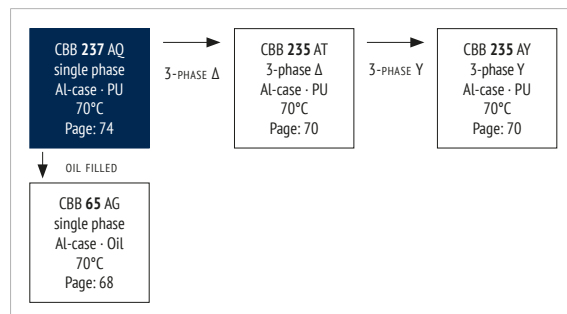 CBB 237 AQ
single phase
Al-case · PU
70°C
Page: 74
3-PHASE Δ
CBB 235 AT
3-phase Δ
Al-case · PU
70°C
Page: 70
3-PHASE Y
CBB 235 AY
3-phase Y
Al-case · PU
70°C
Page: 70
OIL FILLED
CBB 65 AG
single phase
Al-case · Oil
70°C
Page: 68